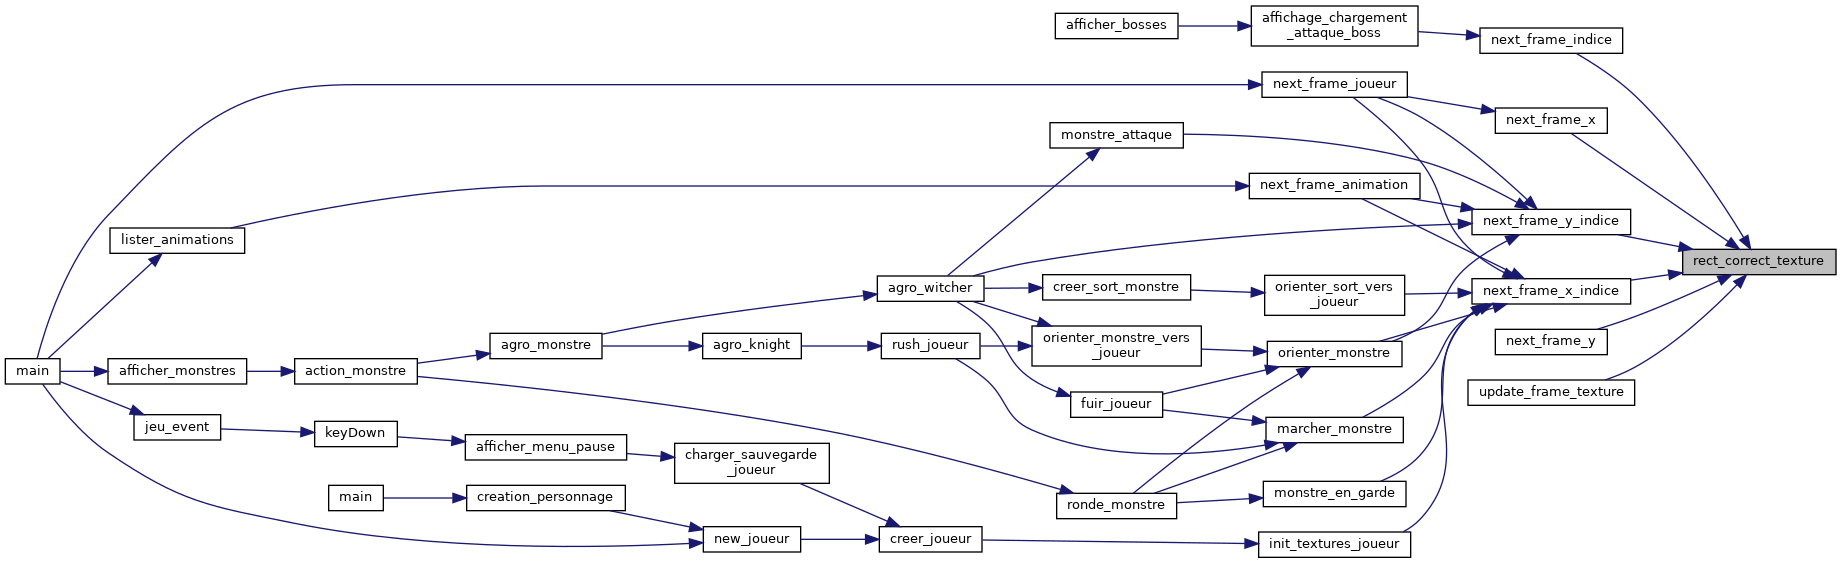 afficher_bosses
affichage_chargement
_attaque_boss
next_frame_indice
next_frame_joueur
next_frame_x
monstre_attaque
next_frame_animation
next_frame_y_indice
lister_animations
rect_correct_texture
agro_witcher
creer_sort_monstre
orienter_sort_vers
_joueur
next_frame_x_indice
agro_monstre
agro_knight
rush_joueur
orienter_monstre_vers
_joueur
orienter_monstre
next_frame_y
main
afficher_monstres
action_monstre
update_frame_texture
fuir_joueur
jeu_event
keyDown
afficher_menu_pause
charger_sauvegarde
_joueur
marcher_monstre
main
creation_personnage
ronde_monstre
monstre_en_garde
new_joueur
creer_joueur
init_textures_joueur